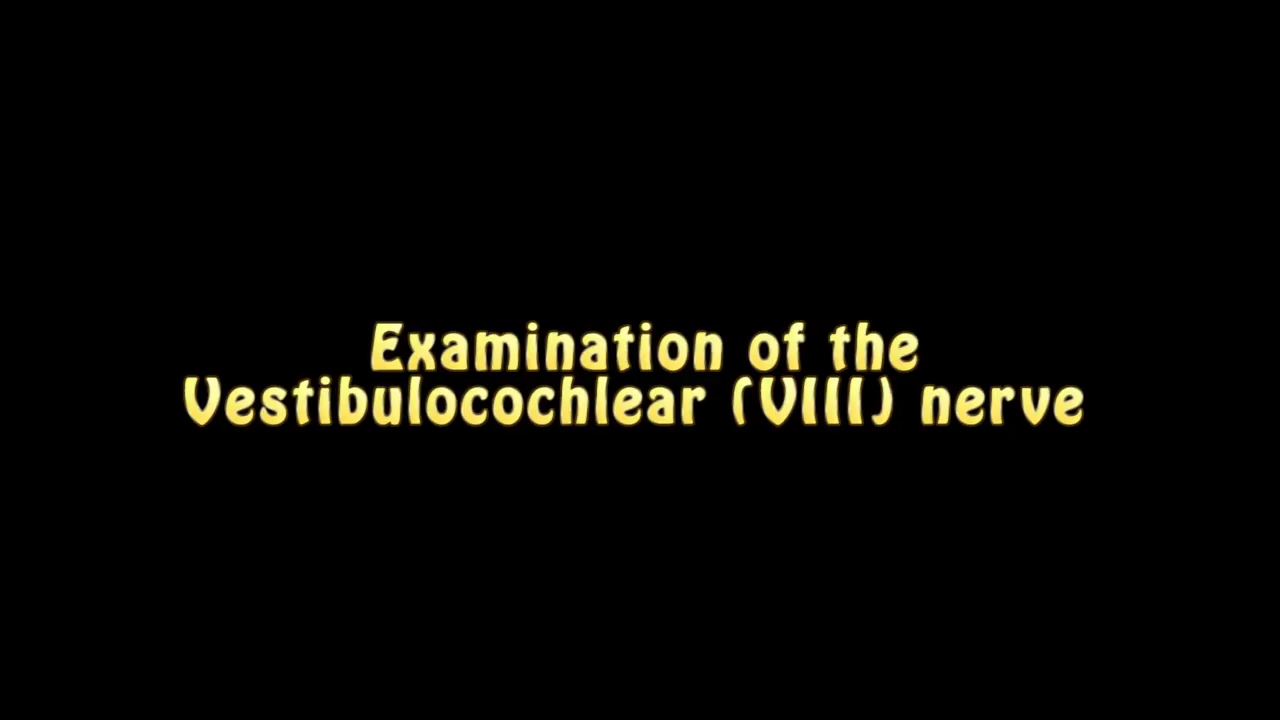 Examination of the
Vestibulocochlear (VIII) nerve